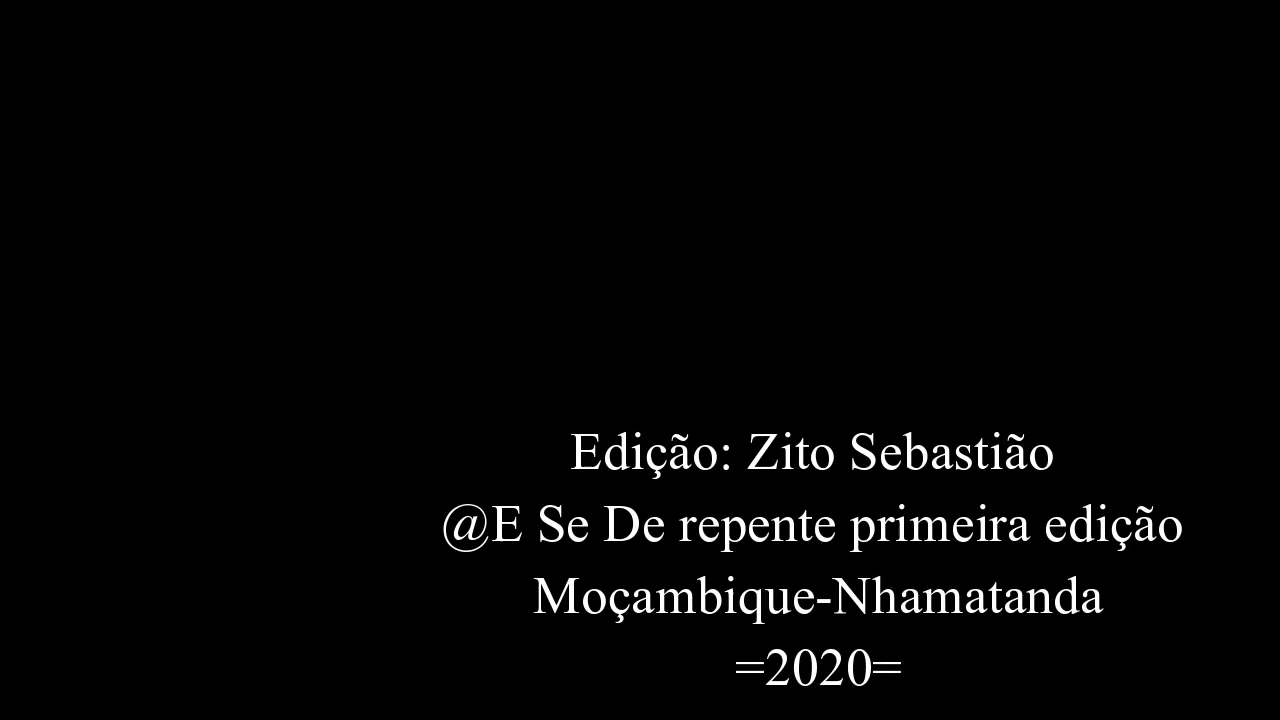 Edição: Zito Sebastião
@E Se De repente primeira edição
Moçambique-Nhamatanda
=2020=